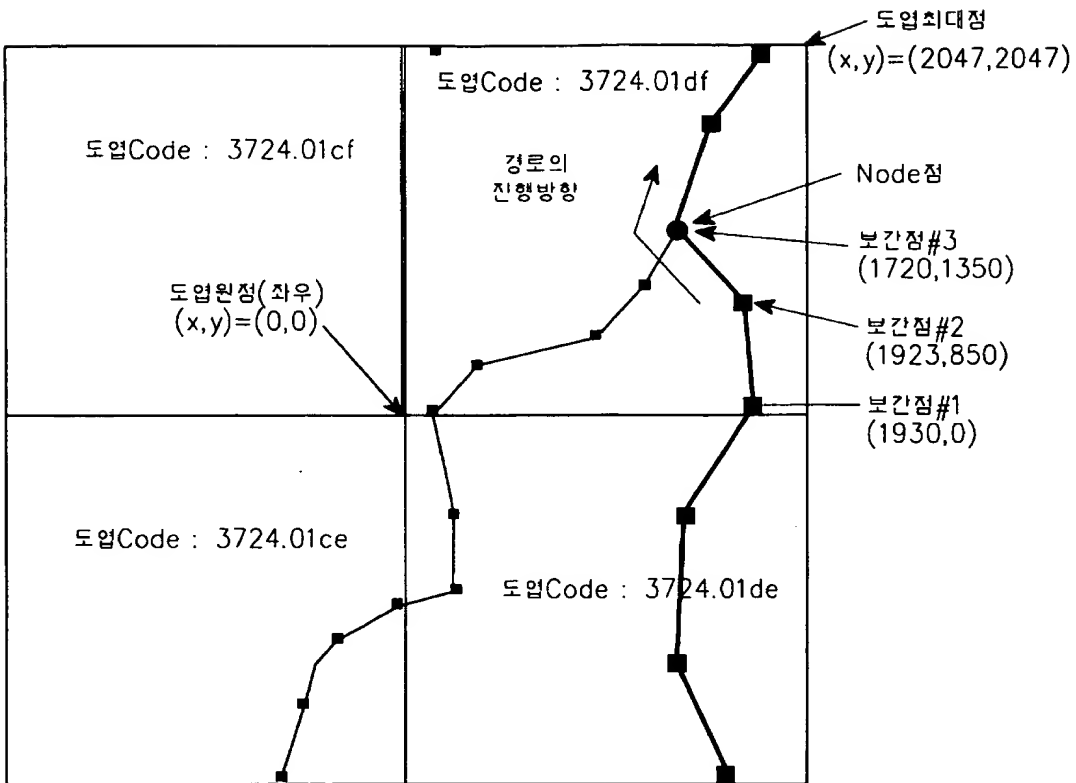 도엽최대점
(x,y)=(2047,2047)
도엽Code : 3724.01df
도엽Code : 3724.01cf
경로의
진행방향
Node점
보간점#3
(1720,1350)
도엽원점(좌우)
(x,y)=(0,0)
보간점#2
(1923,850)
보간점#1
(1930,0)
도엽Code : 3724.01ce
도엽Code : 3724.01de